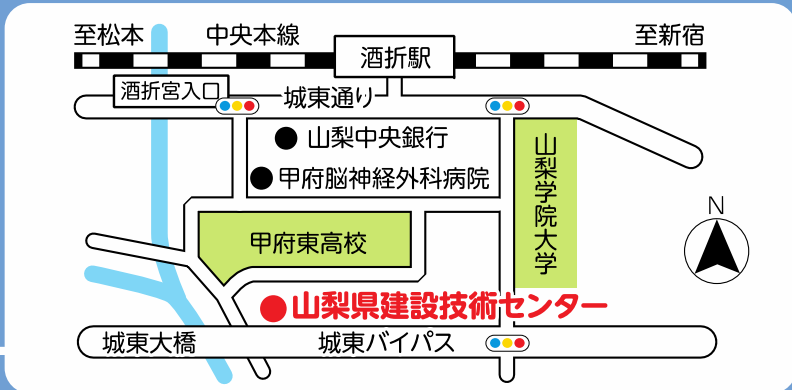 至松本
中央本線
酒折駅
至新宿
酒折宮入口
城東通り
山梨中央銀行
甲府脳神経外科病院
山梨学院大学
N
甲府東高校
山梨県建設技術センター
城東大橋
城東バイパス